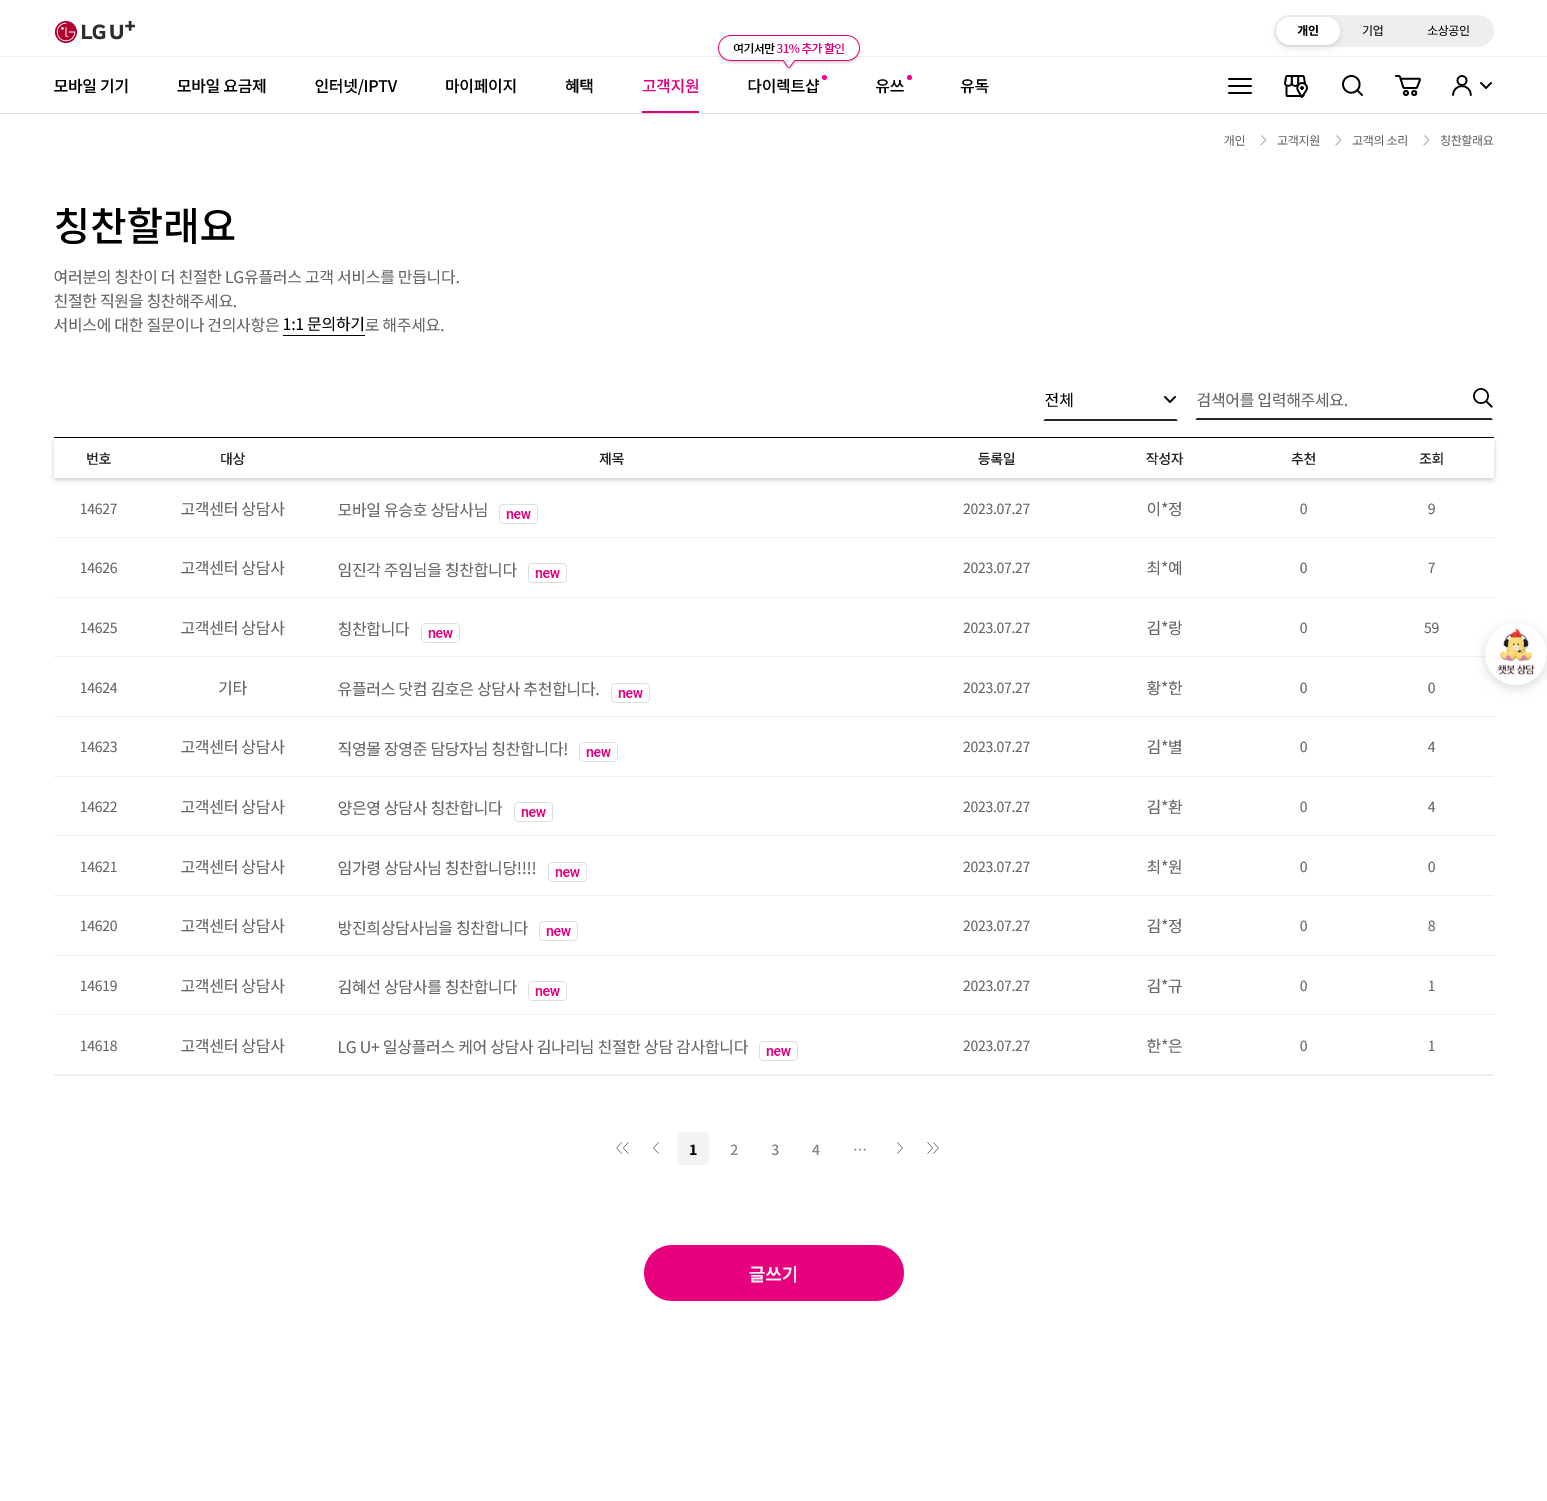 LG U+
개인 기업 소상공인
여기서만 31% 추가 할인
모바일 기기 모바일 요금제 인터넷/IPTV 마이페이지 혜택 고객지원 다이렉트샵 유쓰 유독
개인 고객지원 고객의 소리 칭찬할래요
칭찬할래요
여러분의 칭찬이 더 친절한 LG유플러스 고객 서비스를 만듭니다.
친절한 직원을 칭찬해주세요.
서비스에 대한 질문이나 건의사항은 1:1 문의하기로 해주세요.
전체 검색어를 입력해주세요.
번호 대상 제목 등록일 작성자 추천 조회
14627 고객센터 상담사 모바일 유승호 상담사님 new 2023.07.27 이*정 0 9
14626 고객센터 상담사 임진각 주임님을 칭찬합니다 new 2023.07.27 최*예 0 7
14625 고객센터 상담사 칭찬합니다 new 2023.07.27 김*랑 0 59
챗봇 상담
14624 기타 유플러스 닷컴 김호은 상담사 추천합니다. new 2023.07.27 황*한 0 0
14623 고객센터 상담사 직영몰 장영준 담당자님 칭찬합니다! new 2023.07.27 김*별 0 4
14622 고객센터 상담사 양은영 상담사 칭찬합니다 new 2023.07.27 김*환 0 4
14621 고객센터 상담사 임가령 상담사님 칭찬합니당!!!! new 2023.07.27 최*원 0 0
14620 고객센터 상담사 방진희상담사님을 칭찬합니다 new 2023.07.27 김*정 0 8
14619 고객센터 상담사 김혜선 상담사를 칭찬합니다 new 2023.07.27 김*규 0 1
14618 고객센터 상담사 LG U+ 일상플러스 케어 상담사 김나리님 친절한 상담 감사합니다 new 2023.07.27 한*은 0 1
1 2 3 4 ···
글쓰기